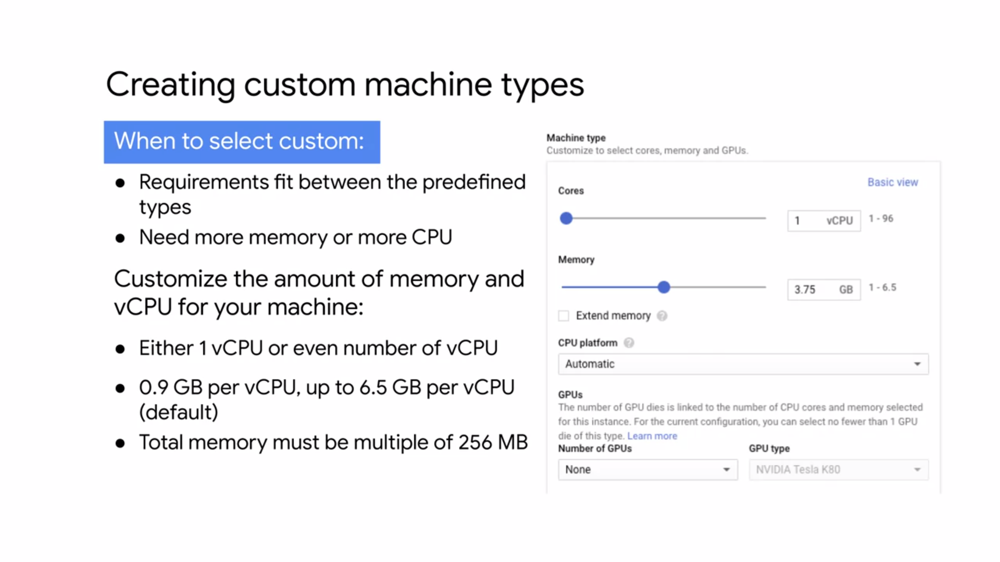 Creating custom machine types
When to select custom:
● Requirements fit between the predefined
types
● Need more memory or more CPU
Customize the amount of memory and
vCPU for your machine:
● Either 1 vCPU or even number of vCPU
● 0.9 GB per vCPU, up to 6.5 GB per vCPU
(default)
● Total memory must be multiple of 256 MB
Machine type
Customize to select cores, memory and GPUs.
Basic view
Cores
1 vCPU 1 - 96
Memory
3.75 GB 1 - 6.5
Extend memory ?
CPU platform ?
Automatic
GPUs
The number of GPU dies is linked to the number of CPU cores and memory selected
for this instance. For the current configuration, you can select no fewer than 1 GPU
die of this type. Learn more
Number of GPUs GPU type
None NVIDIA Tesla K80